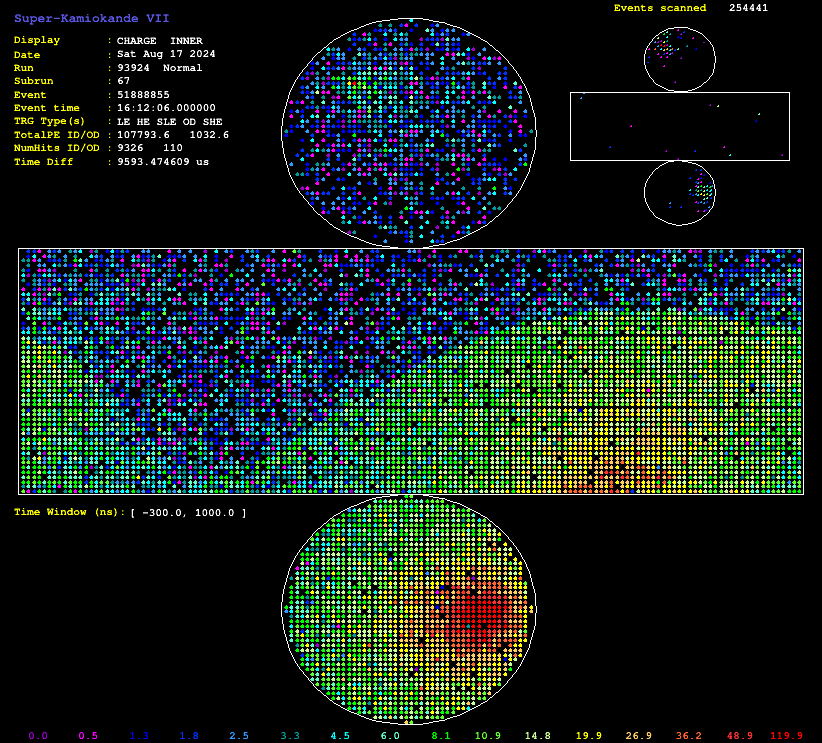 Super-Kamiokande VII
Events scanned 254441
Display : CHARGE INNER
Date : Sat Aug 17 2024
Run : 93924 Normal
Subrun : 67
Event : 51888855
Event time : 16:12:06.000000
TRG Type(s) : LE HE SLE OD SHE
TotalPE ID/OD : 107793.6 1032.6
NumHits ID/OD : 9326 110
Time Diff : 9593.474609 us
Time Window (ns): [ -300.0, 1000.0 ]
0.0 0.5 1.3 1.8 2.5 3.3 4.5 6.0 8.1 10.9 14.8 19.9 26.9 36.2 48.9 119.9